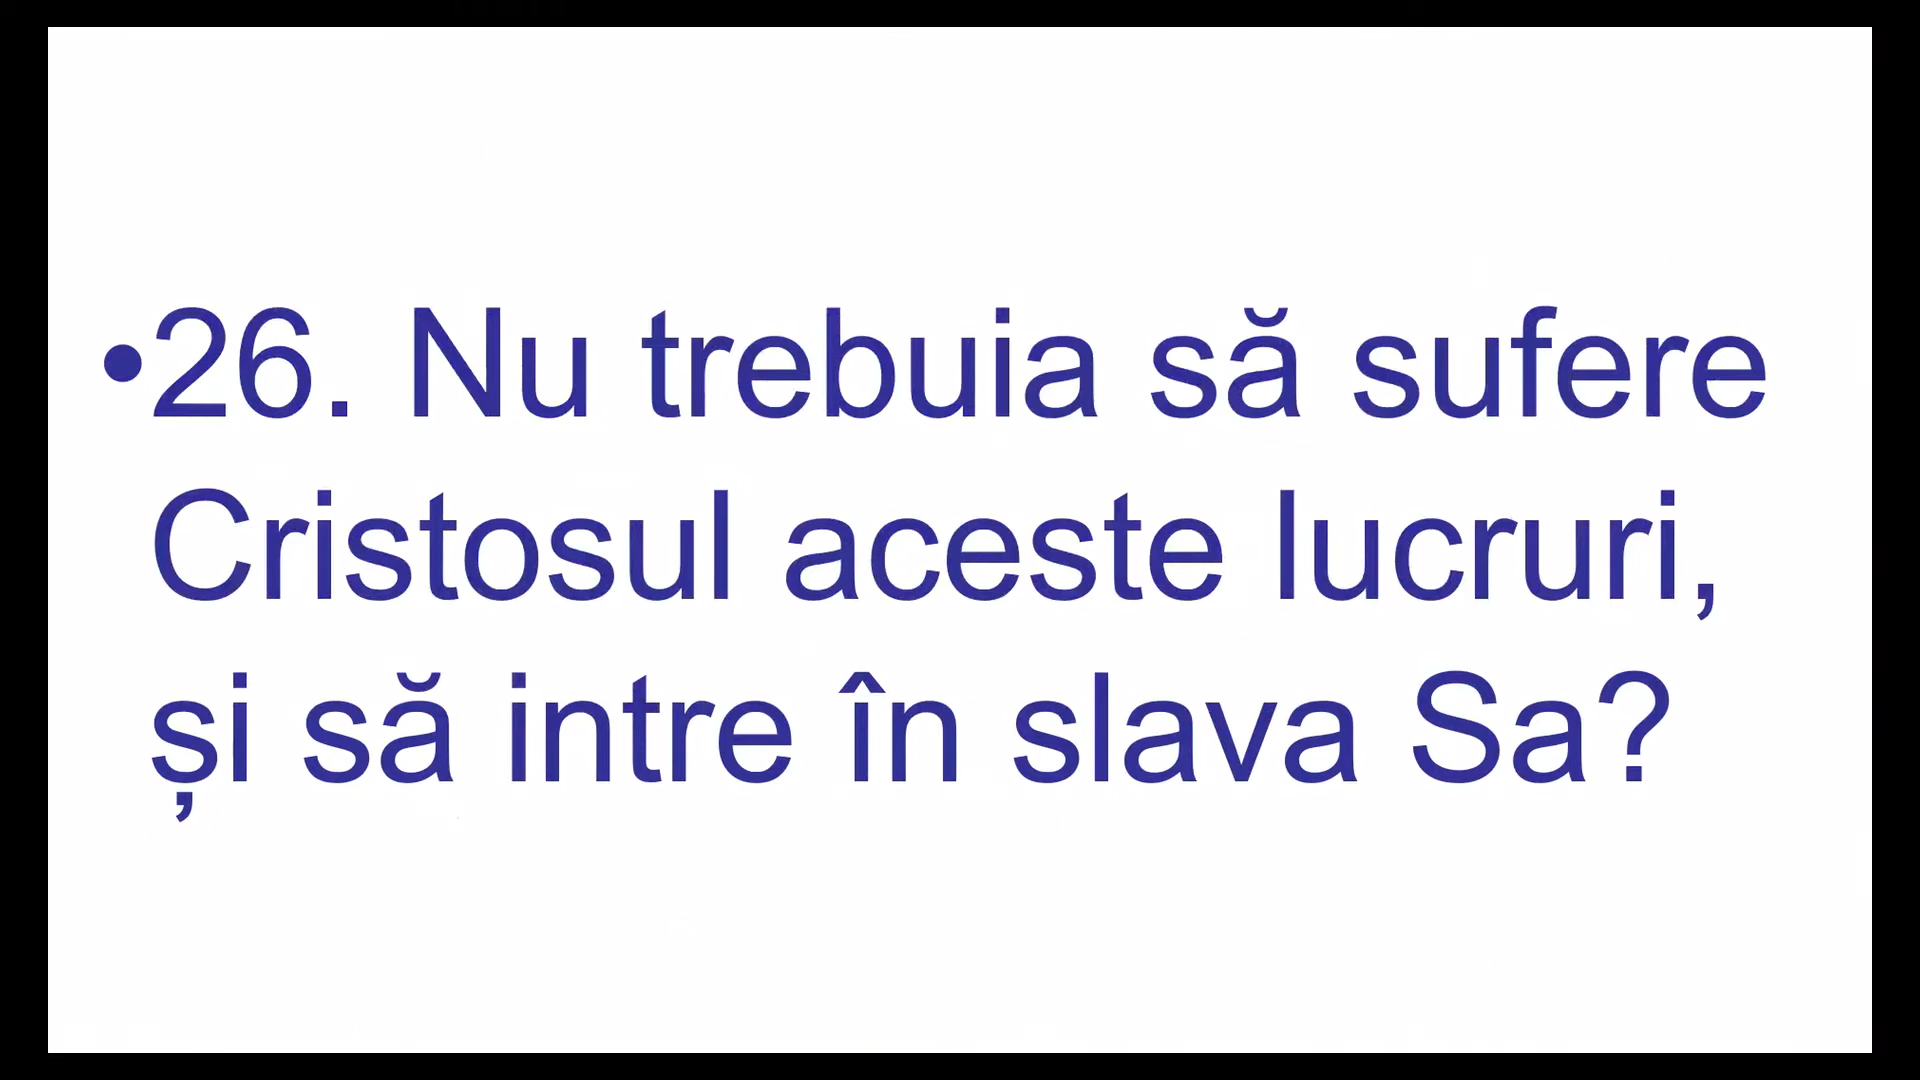 •26. Nu trebuia să sufere
Cristosul aceste lucruri,
și să intre în slava Sa?